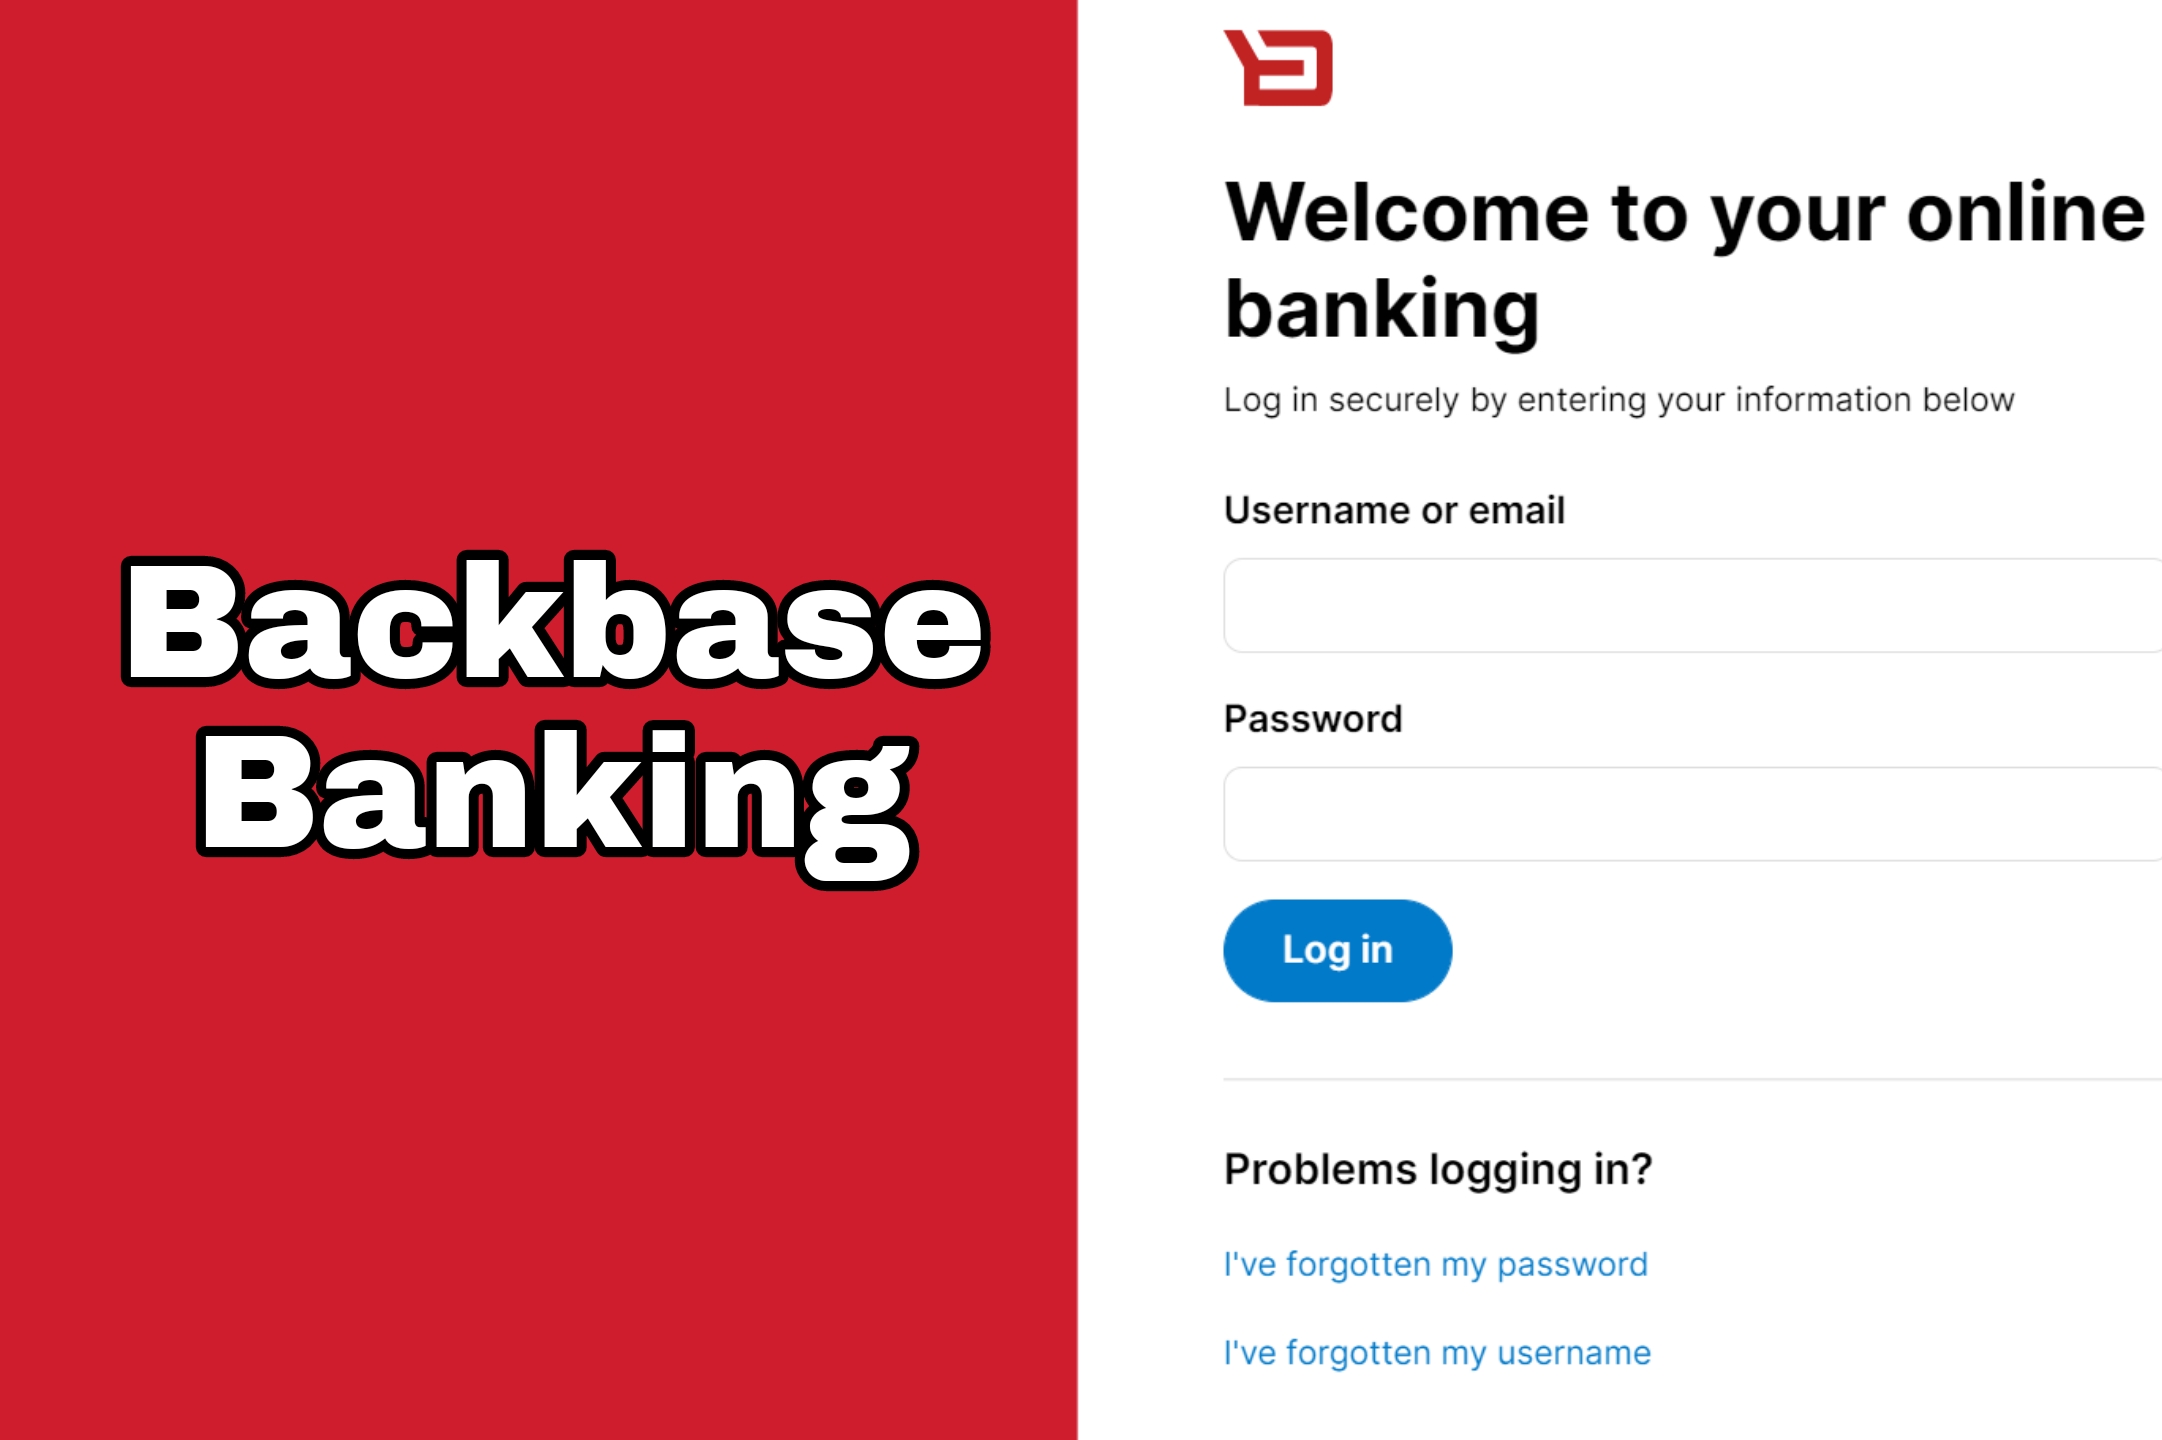 Backbase
Banking
Welcome to your online
banking
Log in securely by entering your information below
Username or email
Password
Log in
Problems logging in?
I've forgotten my password
I've forgotten my username